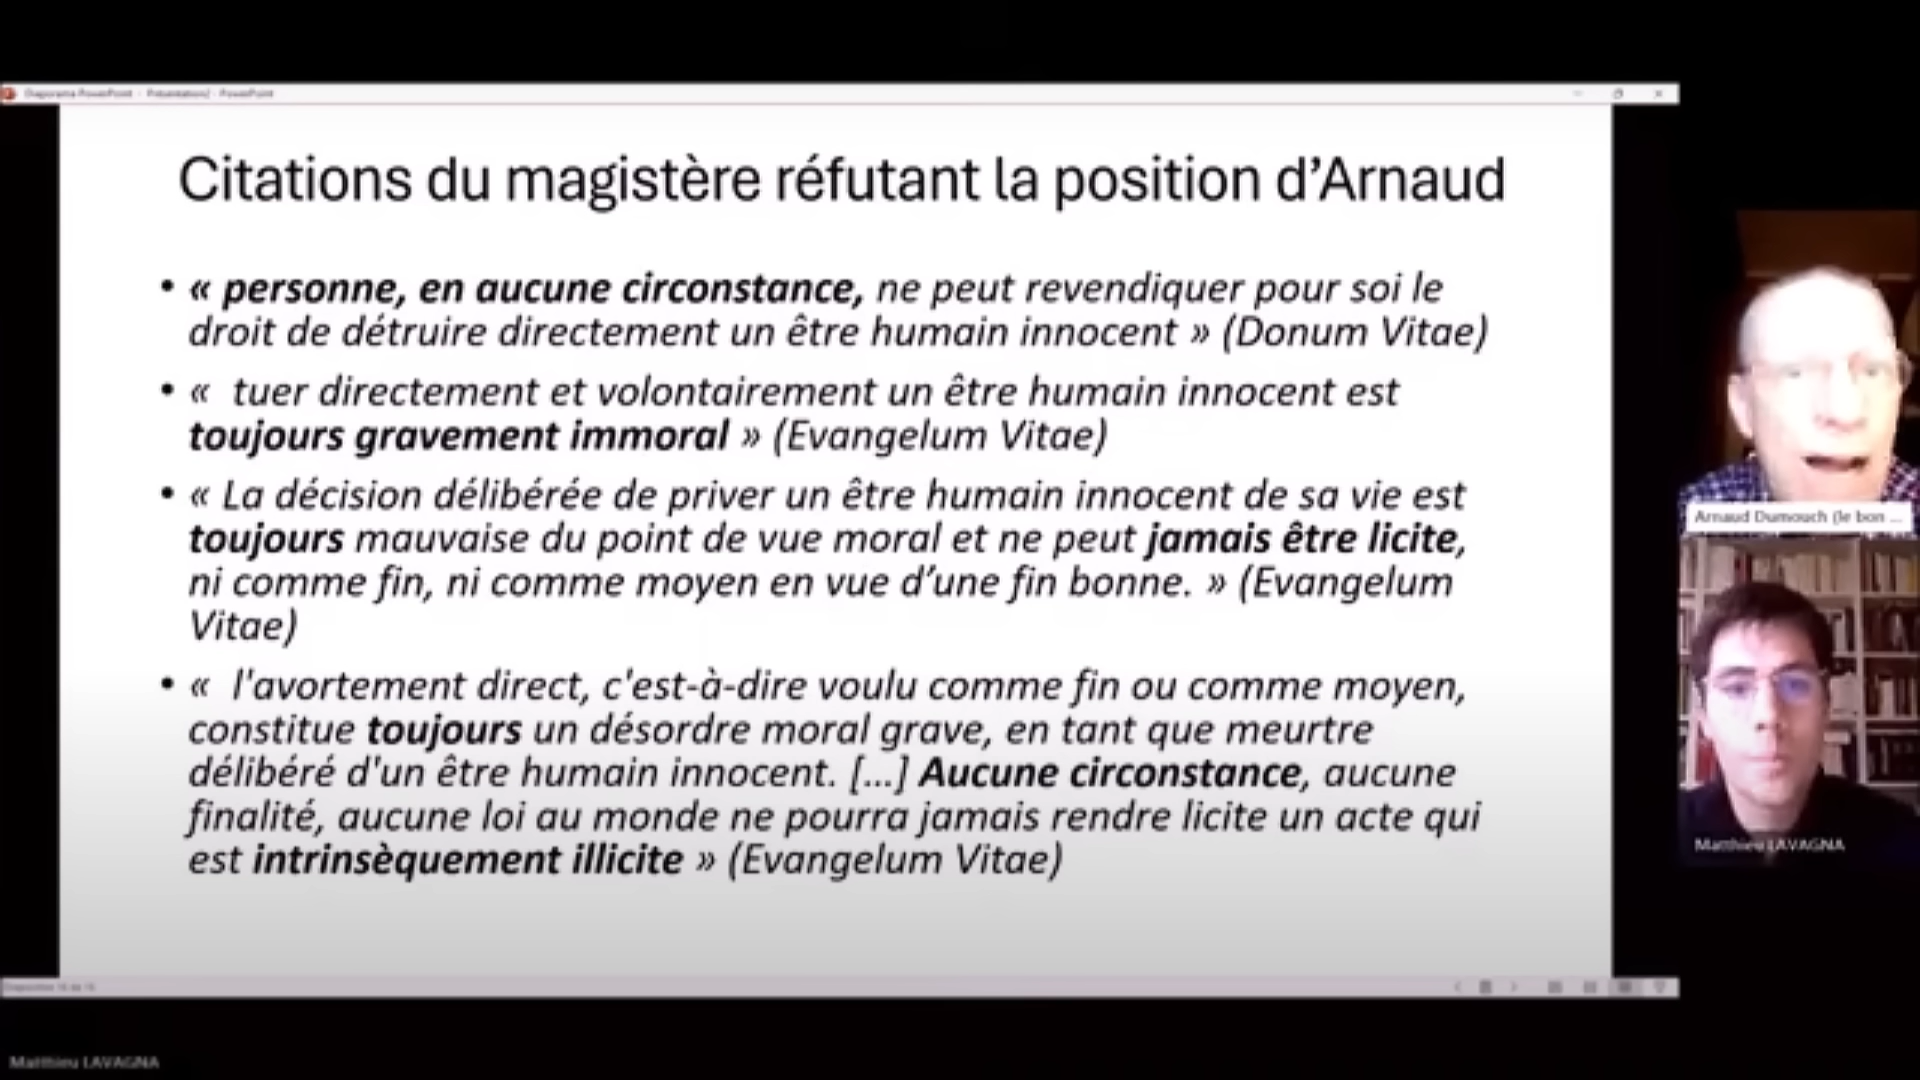 Diaporama PowerPoint - Présentation2 - PowerPoint
Citations du magistère réfutant la position d’Arnaud
• « personne, en aucune circonstance, ne peut revendiquer pour soi le
droit de détruire directement un être humain innocent » (Donum Vitae)
• « tuer directement et volontairement un être humain innocent est
toujours gravement immoral » (Evangelum Vitae)
• « La décision délibérée de priver un être humain innocent de sa vie est
toujours mauvaise du point de vue moral et ne peut jamais être licite,
ni comme fin, ni comme moyen en vue d’une fin bonne. » (Evangelum
Vitae)
• « l'avortement direct, c'est-à-dire voulu comme fin ou comme moyen,
constitue toujours un désordre moral grave, en tant que meurtre
délibéré d'un être humain innocent. [...] Aucune circonstance, aucune
finalité, aucune loi au monde ne pourra jamais rendre licite un acte qui
est intrinsèquement illicite » (Evangelum Vitae)
Arnaud Dumouch (le bon ...
Matthieu LAVAGNA
Matthieu LAVAGNA